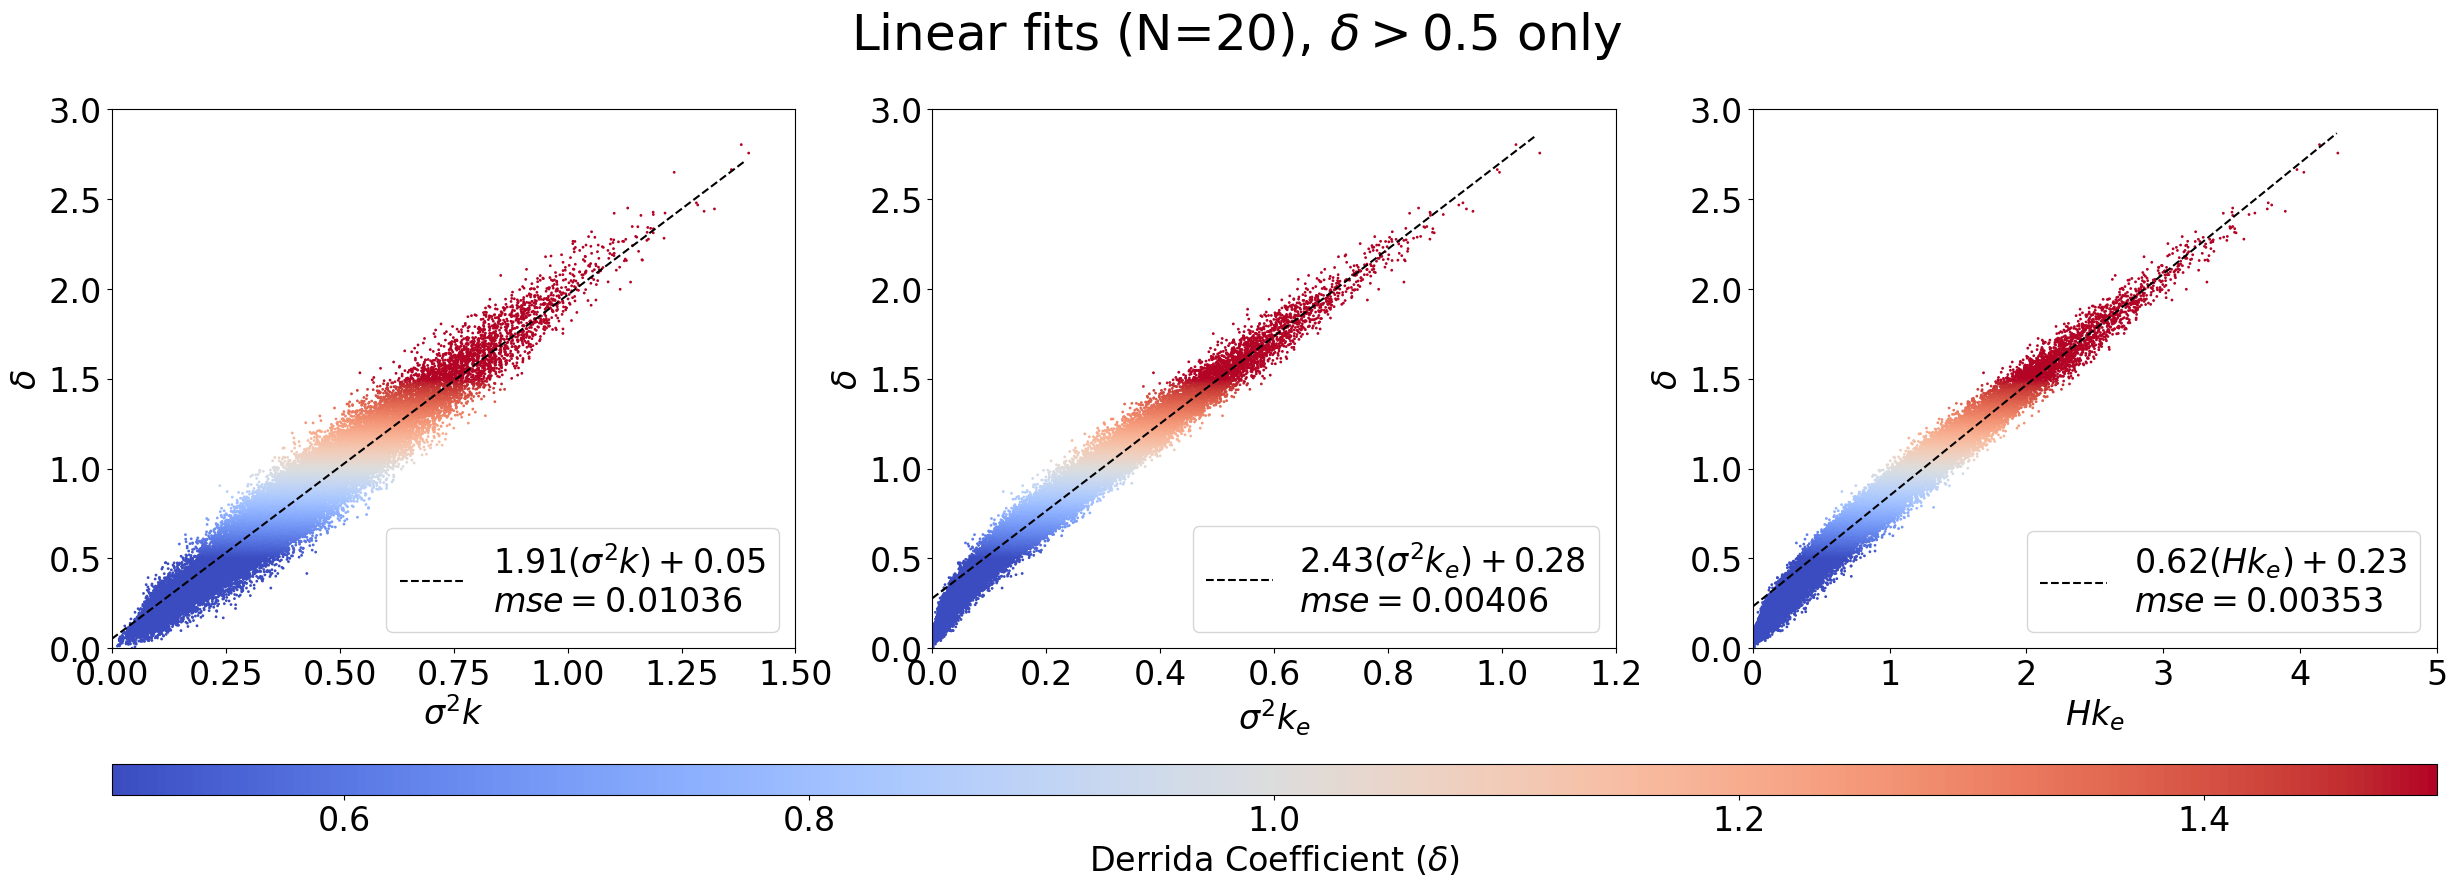 Linear fits (N=20), δ > 0.5 only
3.0
2.5
2.0
1.5
1.0
0.5
0.0
δ
1.91(σ²k) + 0.05
mse = 0.01036
0.00 0.25 0.50 0.75 1.00 1.25 1.50
σ²k
3.0
2.5
2.0
1.5
1.0
0.5
0.0
δ
2.43(σ²kₑ) + 0.28
mse = 0.00406
0.0 0.2 0.4 0.6 0.8 1.0 1.2
σ²kₑ
3.0
2.5
2.0
1.5
1.0
0.5
0.0
δ
0.62(Hkₑ) + 0.23
mse = 0.00353
0 1 2 3 4 5
Hkₑ
0.6 0.8 1.0 1.2 1.4
Derrida Coefficient (δ)